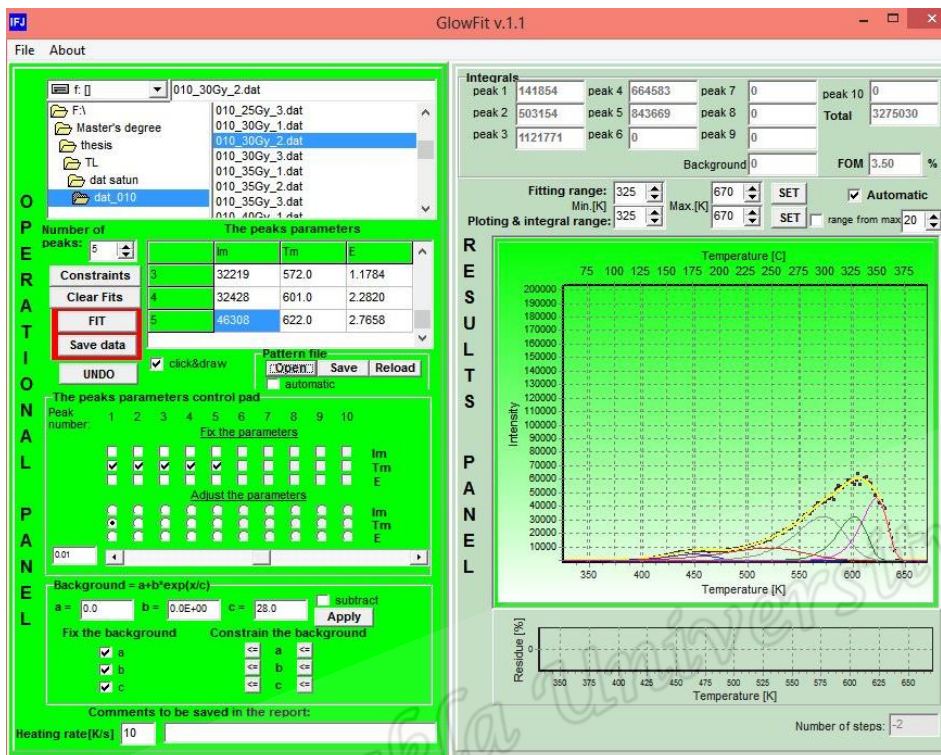 IFJ GlowFit v.1.1
File About
f: [] 010_30Gy_2.dat
F:\
Master's degree
thesis
TL
dat satun
dat_010
010_25Gy_3.dat
010_30Gy_1.dat
010_30Gy_2.dat
010_30Gy_3.dat
010_35Gy_1.dat
010_35Gy_2.dat
010_35Gy_3.dat
010_40Gy_1.dat
OPERATIONAL PANEL
Number of peaks: 5
The peaks parameters
Im Tm E
3 32219 572.0 1.1784
4 32428 601.0 2.2820
5 46308 622.0 2.7658
Constraints
Clear Fits
FIT
Save data
UNDO
click&draw
Pattern file
Open Save Reload
automatic
The peaks parameters control pad
Peak number: 1 2 3 4 5 6 7 8 9 10
Fix the parameters
Im
Tm
E
Adjust the parameters
Im
Tm
E
0.01
Background = a+b*exp(x/c)
a = 0.0 b = 0.0E+00 c = 28.0
subtract
Apply
Fix the background Constrain the background
a <= a <=
b <= b <=
c <= c <=
Comments to be saved in the report:
Heating rate[K/s] 10
Integrals
peak 1 141854 peak 4 664583 peak 7 0 peak 10 0
peak 2 503154 peak 5 843669 peak 8 0 Total 3275030
peak 3 1121771 peak 6 0 peak 9 0
Background 0 FOM 3.50 %
Fitting range: 325 670 SET Automatic
Min.[K] Max.[K]
Ploting & integral range: 325 670 SET range from max 20
RESULTS PANEL
Temperature [C]
75 100 125 150 175 200 225 250 275 300 325 350 375
Intensity
200000
190000
180000
170000
160000
150000
140000
130000
120000
110000
100000
90000
80000
70000
60000
50000
40000
30000
20000
10000
350 400 450 500 550 600 650
Temperature [K]
Residue [%]
0
350 375 400 425 450 475 500 525 550 575 600 625 650
Temperature [K]
Number of steps: -2